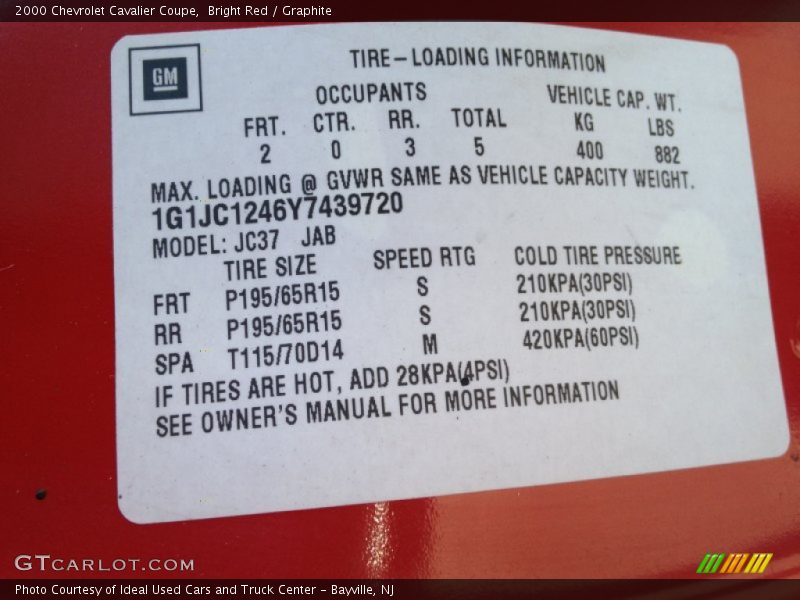 2000 Chevrolet Cavalier Coupe,  Bright Red / Graphite
GM
TIRE-LOADING INFORMATION
OCCUPANTS VEHICLE CAP. WT.
FRT. CTR. RR. TOTAL KG LBS
2 0 3 5 400 882
MAX. LOADING @ GVWR SAME AS VEHICLE CAPACITY WEIGHT.
1G1JC1246Y7439720
MODEL: JC37 JAB
TIRE SIZE SPEED RTG COLD TIRE PRESSURE
FRT P195/65R15 S 210KPA(30PSI)
RR P195/65R15 S 210KPA(30PSI)
SPA T115/70D14 M 420KPA(60PSI)
IF TIRES ARE HOT, ADD 28KPA(4PSI)
SEE OWNER'S MANUAL FOR MORE INFORMATION
GTCARLOT.COM
Photo Courtesy of Ideal Used Cars and Truck Center - Bayville, NJ